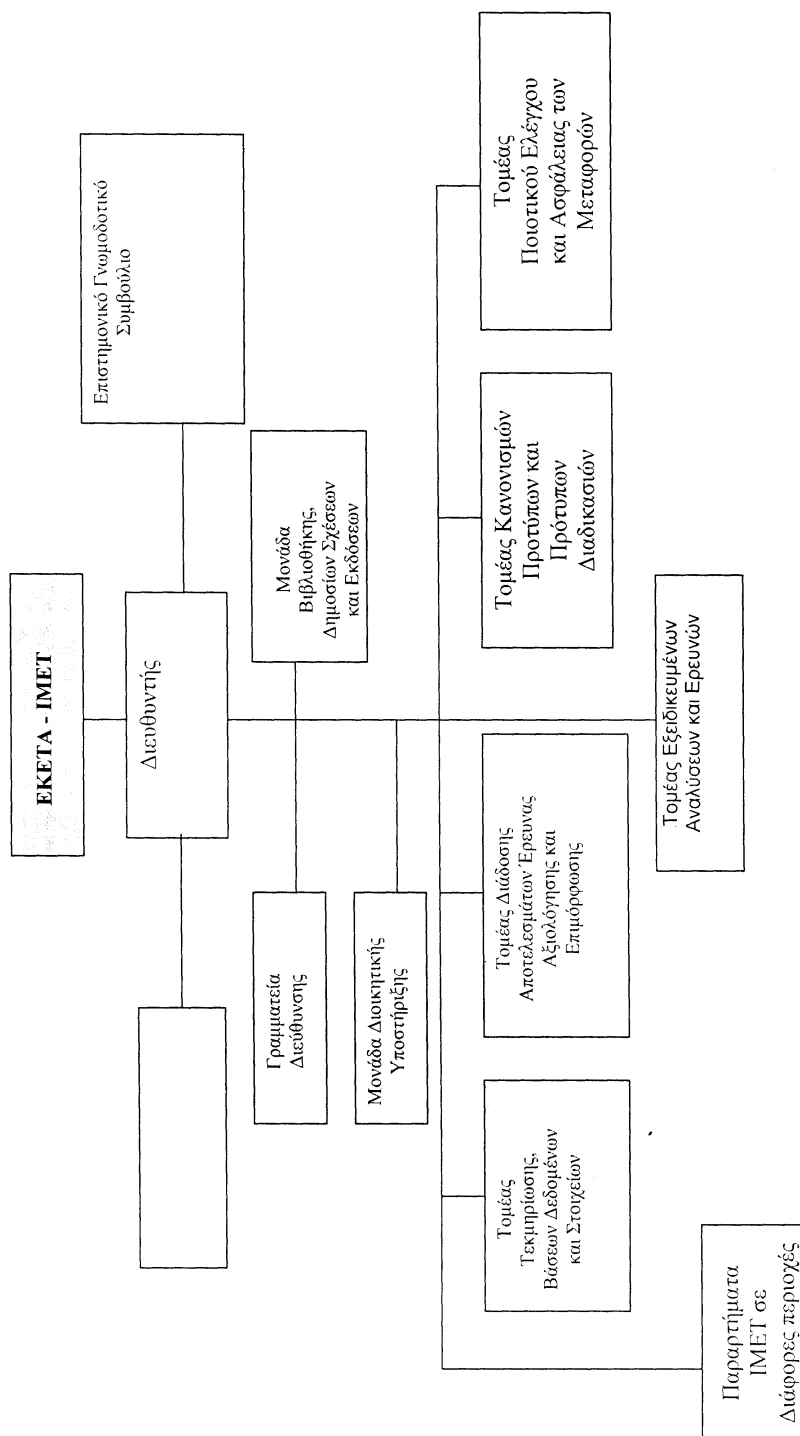 ΕΚΕΤΑ - ΙΜΕΤ
Διευθυντής
Επιστημονικό Γνωμοδοτικό
Συμβούλιο
Γραμματεία
Διεύθυνσης
Μονάδα
Βιβλιοθήκης,
Δημοσίων Σχέσεων
και Εκδόσεων
Μονάδα Διοικητικής
Υποστήριξης
Τομέας
Τεκμηρίωσης,
Βάσεων Δεδομένων
και Στοιχείων
Τομέας Διάδοσης
Αποτελεσμάτων Έρευνας
Αξιολόγησης και
Επιμόρφωσης
Τομέας Κανονισμών
Προτύπων και
Πρότυπων
Διαδικασιών
Τομέας
Ποιοτικού Ελέγχου
και Ασφάλειας των
Μεταφορών
Τομέας Εξειδικευμένων
Αναλύσεων και Ερευνών
Παραρτήματα
ΙΜΕΤ σε
Διάφορες περιοχές